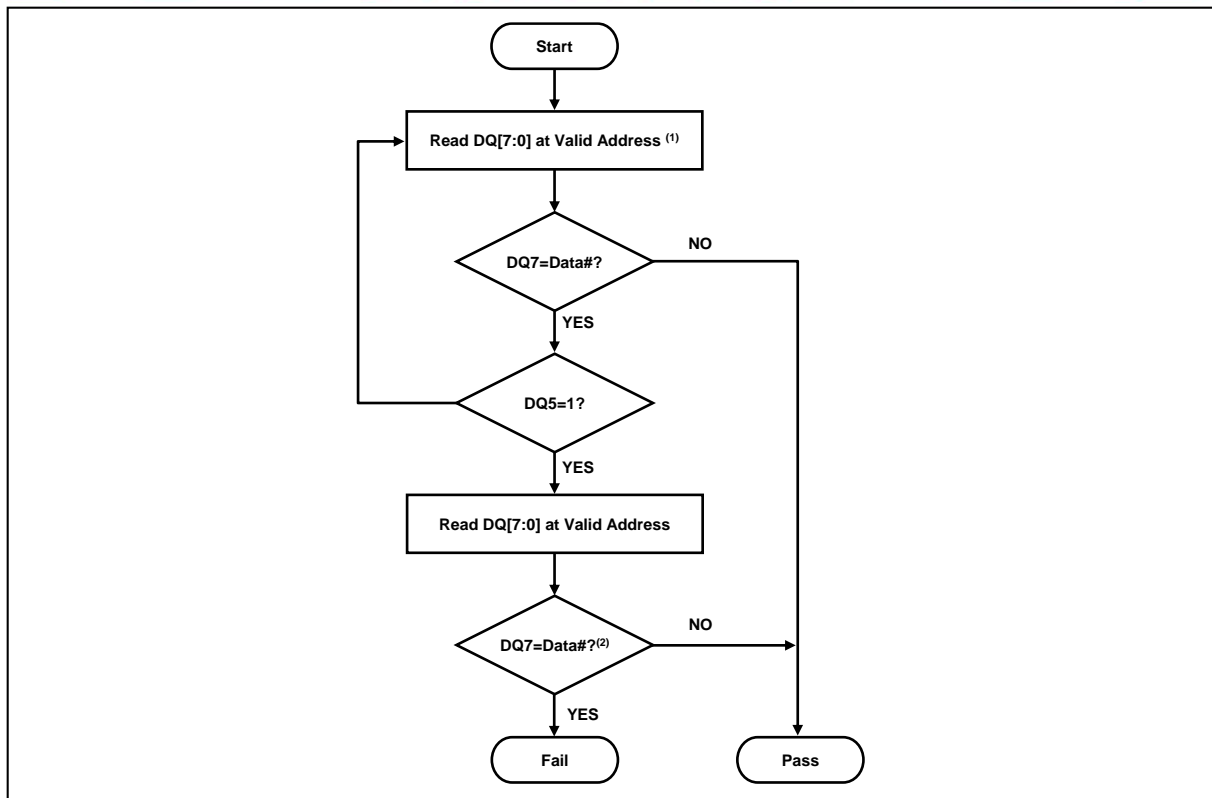 Start
Read DQ[7:0] at Valid Address (1)
NO
DQ7=Data#?
YES
DQ5=1?
YES
Read DQ[7:0] at Valid Address
NO
DQ7=Data#?(2)
YES
Fail
Pass